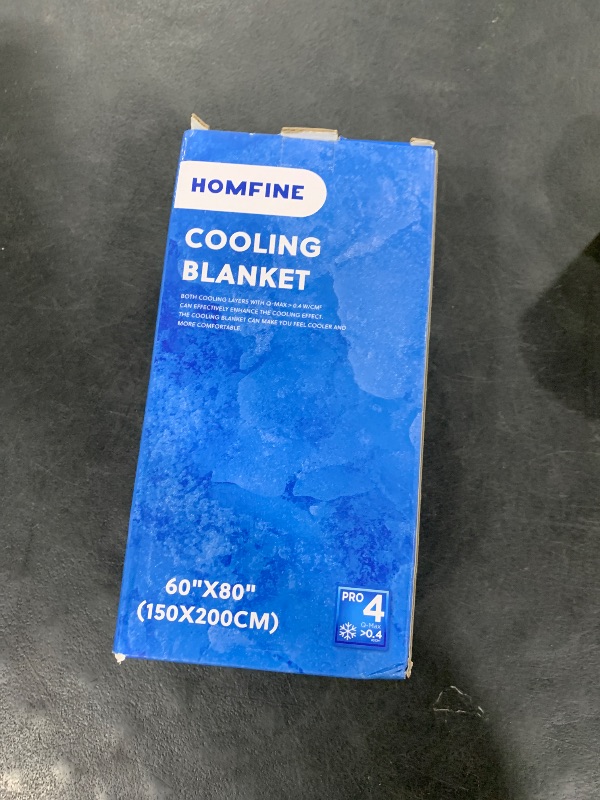 HOMFINE
COOLING
BLANKET
BOTH COOLING LAYERS WITH Q-MAX >0.4 W/CM²
CAN EFFECTIVELY ENHANCE THE COOLING EFFECT.
THE COOLING BLANKET CAN MAKE YOU FEEL COOLER AND
MORE COMFORTABLE.
60"X80"
(150X200CM)
PRO 4
Q-Max
>0.4